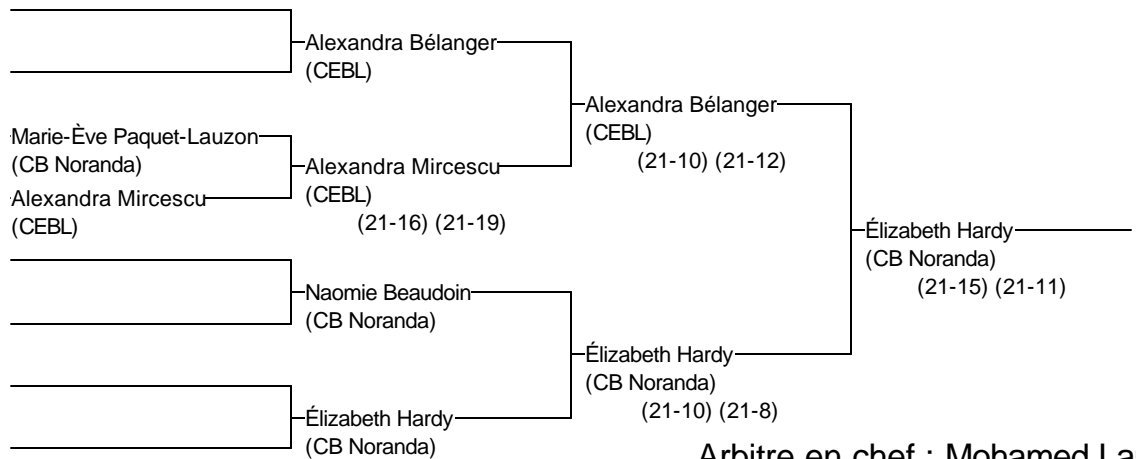 Alexandra Bélanger
(CEBL)
Alexandra Bélanger
(CEBL)
(21-10) (21-12)
Marie-Ève Paquet-Lauzon
(CB Noranda)
Alexandra Mircescu
(CEBL)
(21-16) (21-19)
Alexandra Mircescu
(CEBL)
Élizabeth Hardy
(CB Noranda)
(21-15) (21-11)
Naomie Beaudoin
(CB Noranda)
Élizabeth Hardy
(CB Noranda)
(21-10) (21-8)
Élizabeth Hardy
(CB Noranda)
Arbitre en chef : Mohamed La